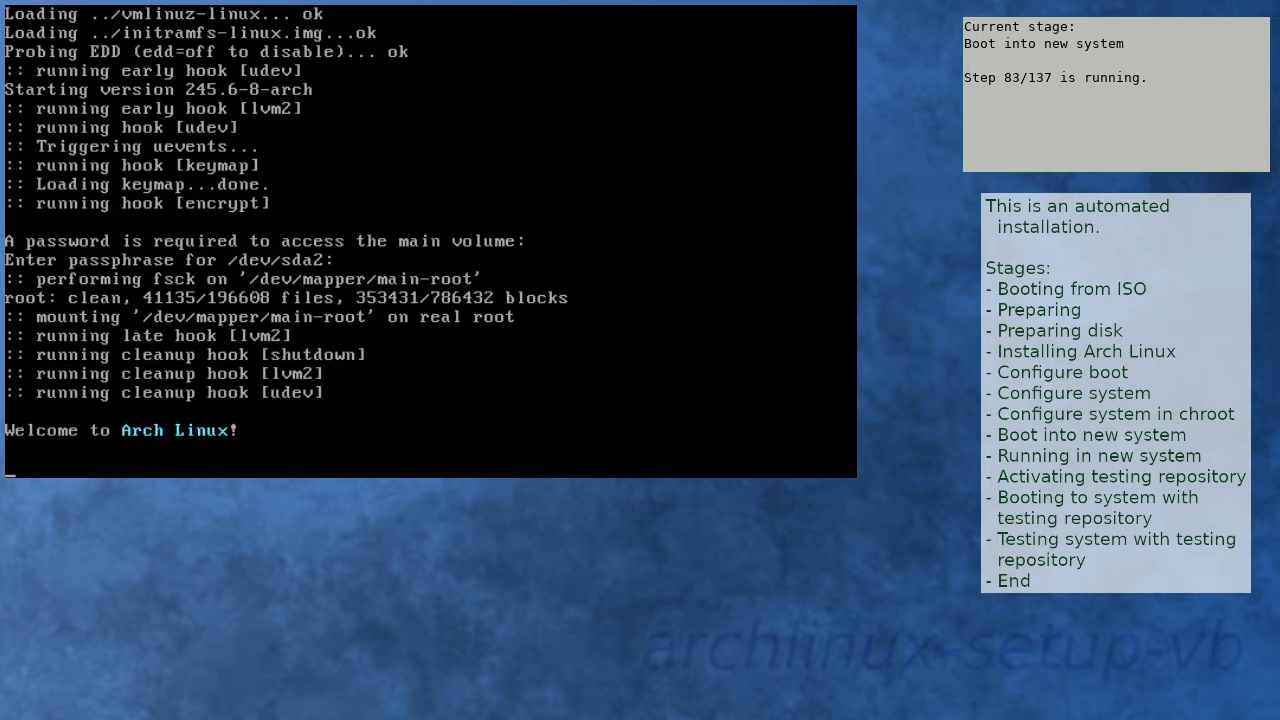 Loading ../vmlinuz-linux... ok
Loading ../initramfs-linux.img...ok
Probing EDD (edd=off to disable)... ok
:: running early hook [udev]
Starting version 245.6-8-arch
:: running early hook [lvm2]
:: running hook [udev]
:: Triggering uevents...
:: running hook [keymap]
:: Loading keymap...done.
:: running hook [encrypt]

A password is required to access the main volume:
Enter passphrase for /dev/sda2:
:: performing fsck on '/dev/mapper/main-root'
root: clean, 41135/196608 files, 353431/786432 blocks
:: mounting '/dev/mapper/main-root' on real root
:: running late hook [lvm2]
:: running cleanup hook [shutdown]
:: running cleanup hook [lvm2]
:: running cleanup hook [udev]

Welcome to Arch Linux!

_
Current stage:
Boot into new system

Step 83/137 is running.

This is an automated
installation.

Stages:
- Booting from ISO
- Preparing
- Preparing disk
- Installing Arch Linux
- Configure boot
- Configure system
- Configure system in chroot
- Boot into new system
- Running in new system
- Activating testing repository
- Booting to system with
testing repository
- Testing system with testing
repository
- End
archlinux-setup-vb